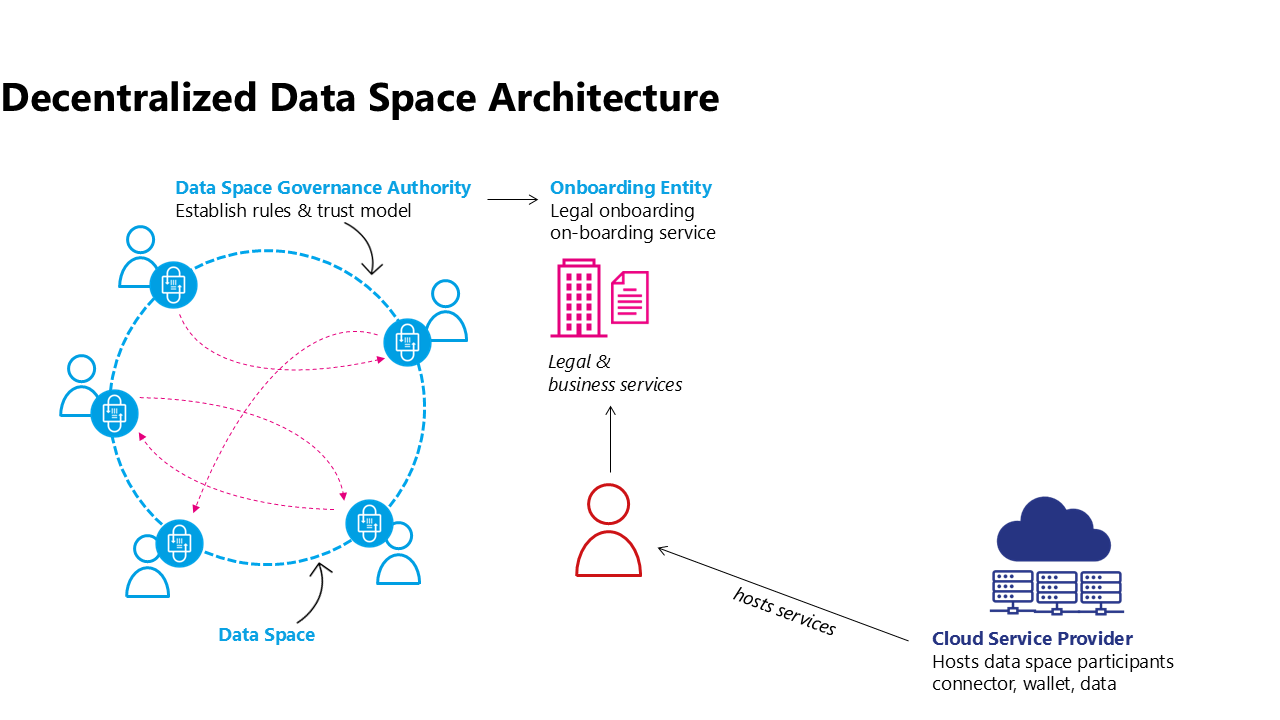 Decentralized Data Space Architecture
Data Space Governance Authority
Establish rules & trust model
Onboarding Entity
Legal onboarding
on-boarding service
Legal &
business services
hosts services
Data Space
Cloud Service Provider
Hosts data space participants
connector, wallet, data